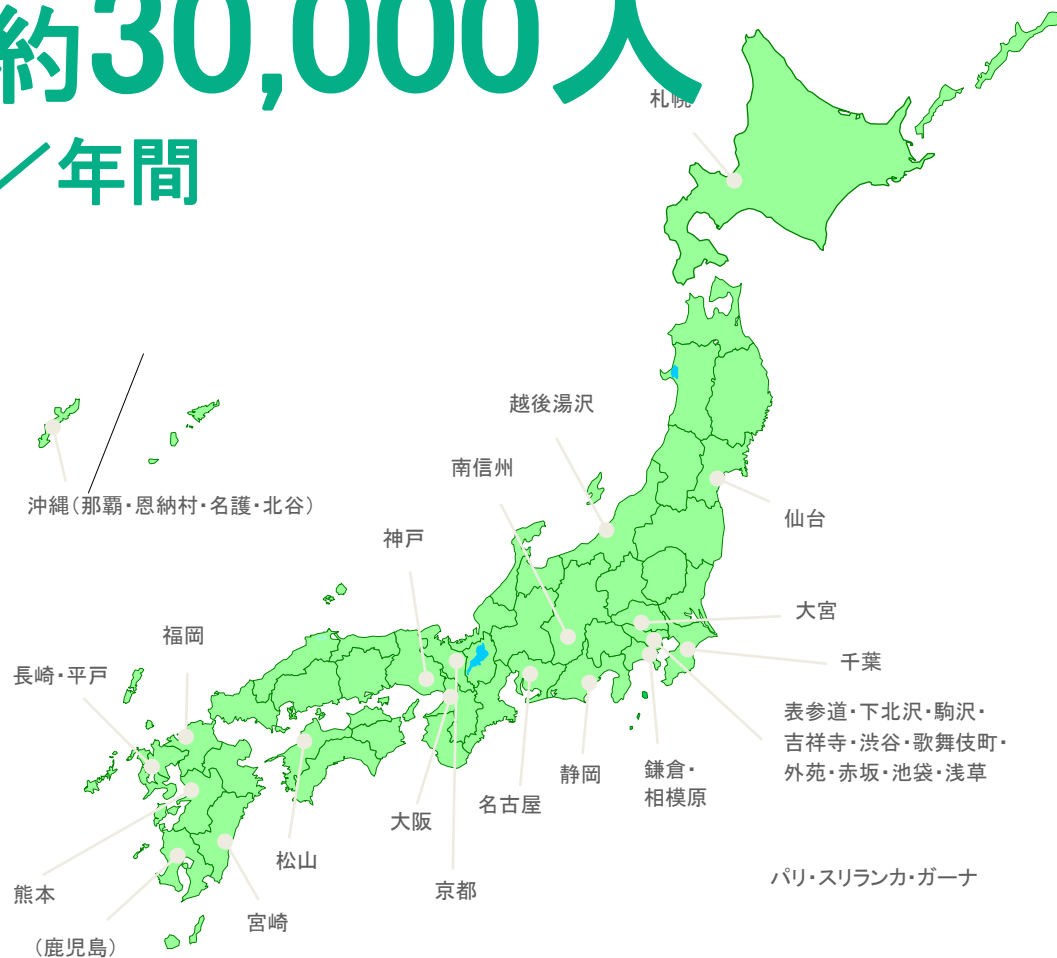 約30,000人
／年間
札幌
越後湯沢
南信州
沖縄（那覇・恩納村・名護・北谷）
仙台
神戸
大宮
福岡
千葉
長崎・平戸
表参道・下北沢・駒沢・
吉祥寺・渋谷・歌舞伎町・
外苑・赤坂・池袋・浅草
静岡
鎌倉・
相模原
名古屋
大阪
松山
京都
パリ・スリランカ・ガーナ
熊本
宮崎
（鹿児島）